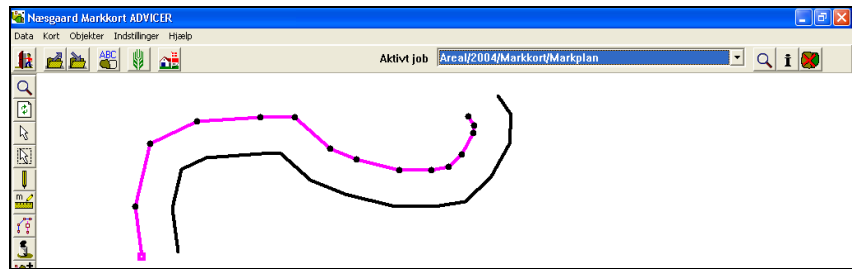 Næsgaard Markkort ADVICER
Data Kort Objekter Indstillinger Hjælp
ABC Aktivt job Areal/2004/Markkort/Markplan i
m